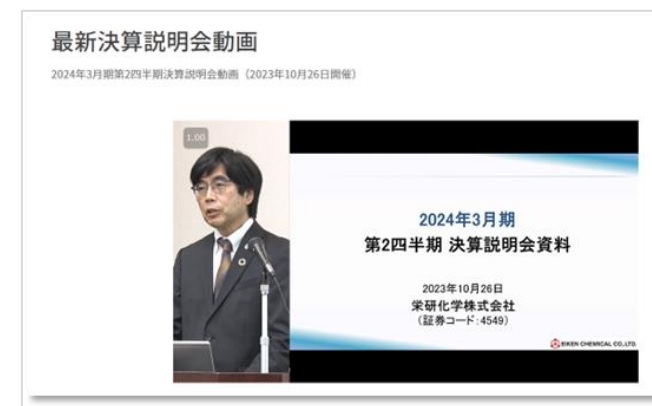 最新決算説明会動画
2024年3月期第2四半期決算説明会動画（2023年10月26日開催）
1.00
2024年3月期
第2四半期 決算説明会資料
2023年10月26日
栄研化学株式会社
（証券コード:4549）
EIKEN CHEMICAL CO.,LTD.